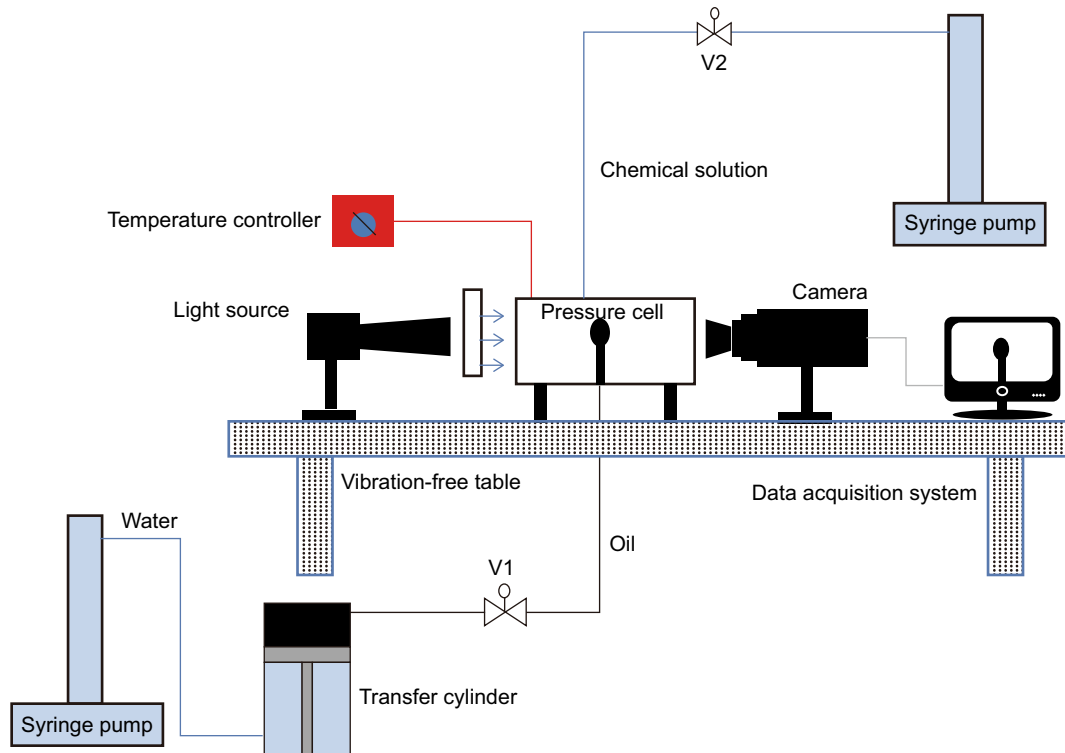 V2
Chemical solution
Syringe pump
Temperature controller
Light source
Pressure cell
Camera
Vibration-free table
Data acquisition system
Water
Oil
V1
Transfer cylinder
Syringe pump